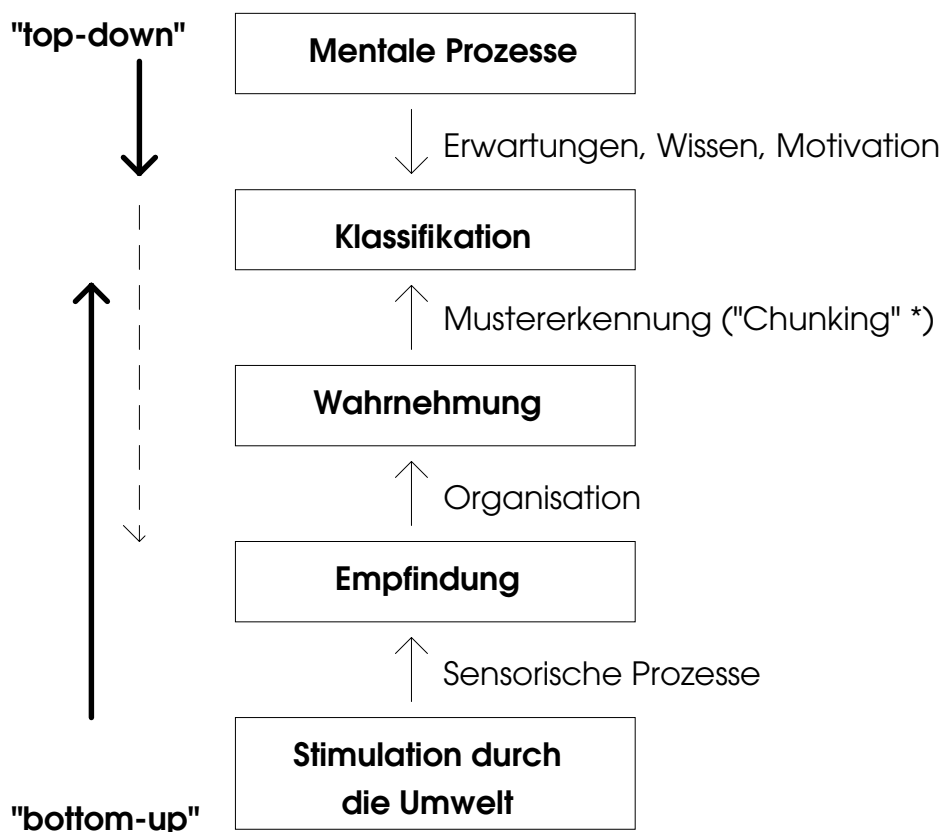 "top-down"
Mentale Prozesse
Erwartungen, Wissen, Motivation
Klassifikation
Mustererkennung ("Chunking" *)
Wahrnehmung
Organisation
Empfindung
Sensorische Prozesse
Stimulation durch
die Umwelt
"bottom-up"